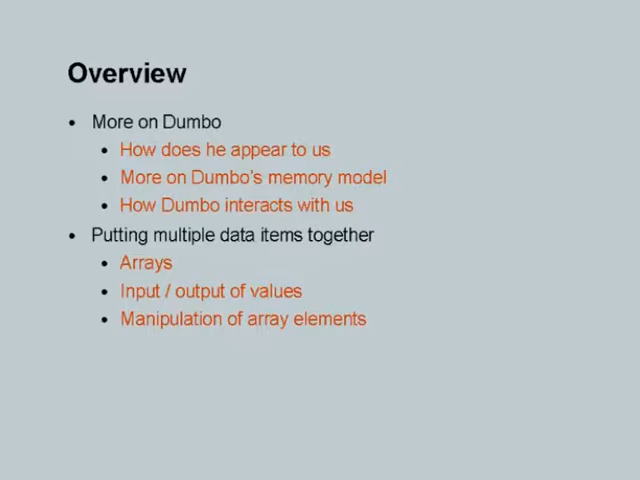 Overview
• More on Dumbo
• How does he appear to us
• More on Dumbo's memory model
• How Dumbo interacts with us
• Putting multiple data items together
• Arrays
• Input / output of values
• Manipulation of array elements